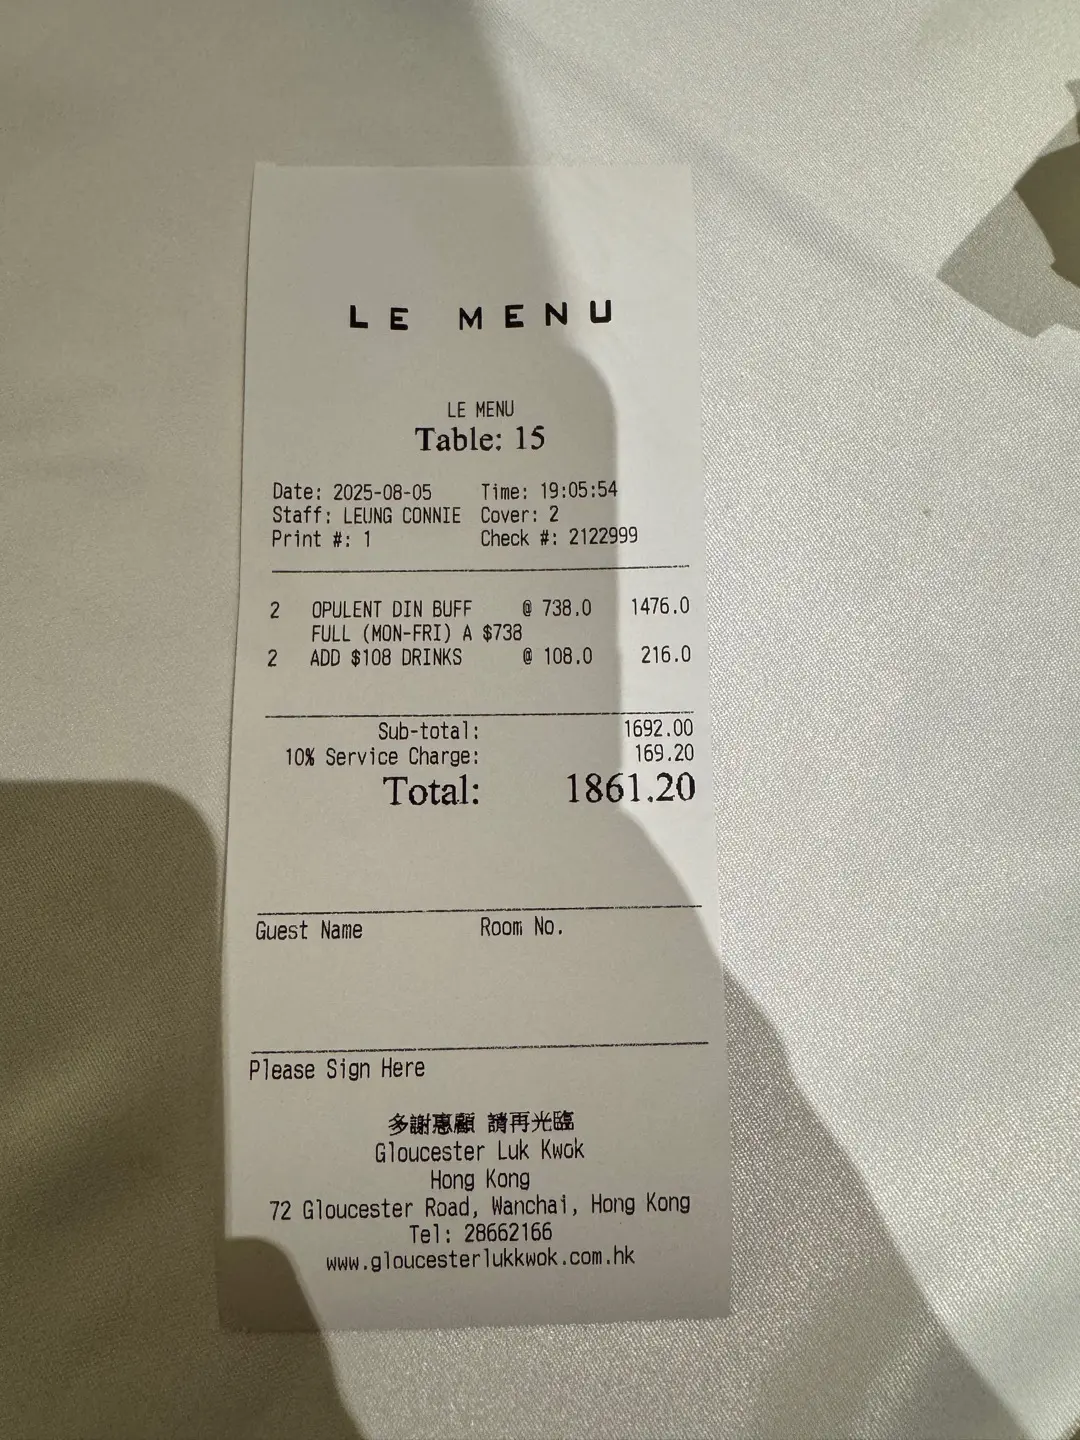 LE MENU
LE MENU
Table: 15
Date: 2025-08-05 Time: 19:05:54
Staff: LEUNG CONNIE Cover: 2
Print #: 1 Check #: 2122999
2 OPULENT DIN BUFF @ 738.0 1476.0
FULL (MON-FRI) A $738
2 ADD $108 DRINKS @ 108.0 216.0
Sub-total: 1692.00
10% Service Charge: 169.20
Total: 1861.20
Guest Name Room No.
Please Sign Here
多謝惠顧 請再光臨
Gloucester Luk Kwok
Hong Kong
72 Gloucester Road, Wanchai, Hong Kong
Tel: 28662166
www.gloucesterlukkwok.com.hk